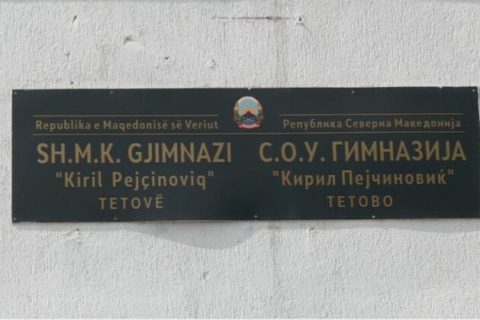 Republika e Maqedonisë së Veriut
SH.M.K. GJIMNAZI
"Kiril Pejçinoviq"
TETOVË
Република Северна Македонија
С.О.У. ГИМНАЗИЈА
"Кирил Пејчиновиќ"
ТЕТОВО